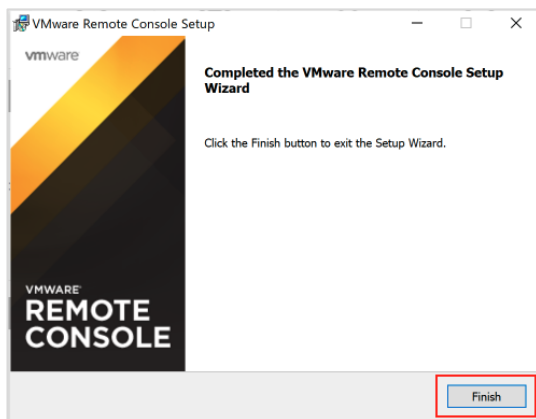 VMware Remote Console Setup
vmware
Completed the VMware Remote Console Setup
Wizard
Click the Finish button to exit the Setup Wizard.
VMWARE
REMOTE
CONSOLE
Finish